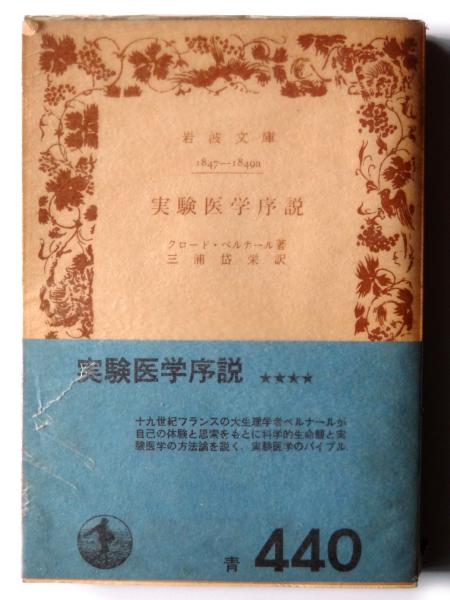 岩波文庫
1847—1849a
実験医学序説
クロード・ベルナール著
三浦岱栄訳
実験医学序説 ★★★★
十九世紀フランスの大生理学者ベルナールが
自己の体験と思索をもとに科学的生命観と実
験医学の方法論を説く、実験医学のバイブル
青 440